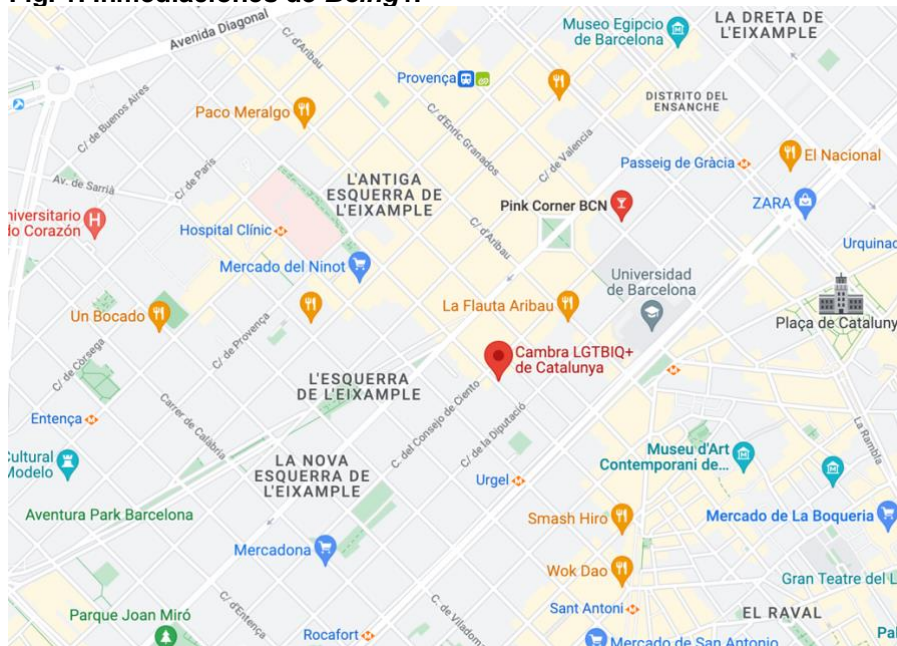 Museo Egipcio
de Barcelona
LA DRETA DE
L'EIXAMPLE
Avenida Diagonal
C/ d'Aribau
Provença
DISTRITO DEL
ENSANCHE
C/ de Buenos Aires
Paco Meralgo
C/ d'Enric Granados
C/ de Valencia
Passeig de Gràcia
El Nacional
C/ de París
Av. de Sarrià
L'ANTIGA
ESQUERRA DE
L'EIXAMPLE
Pink Corner BCN
ZARA
niversitario
do Corazón
Hospital Clínic
C/ d'Aribau
Urquinao
Mercado del Ninot
Universidad
de Barcelona
La Flauta Aribau
Un Bocado
Plaça de Cataluny
C/ de Provença
Cambra LGTBIQ+
de Catalunya
C/ de Còrsega
L'ESQUERRA
DE L'EIXAMPLE
C. del Consejo de Ciento
Entença
Carrer de Calàbria
C/ de la Diputació
La Rambla
Cultural
Modelo
LA NOVA
ESQUERRA DE
L'EIXAMPLE
Museu d'Art
Contemporani de...
Urgel
Aventura Park Barcelona
Smash Hiro
Mercado de La Boqueria
Mercadona
Wok Dao
Gran Teatre del L
C/ d'Entença
C. de Viladom
Sant Antoni
EL RAVAL
Parque Joan Miró
Rocafort
Pal
Mercado de San Antonio